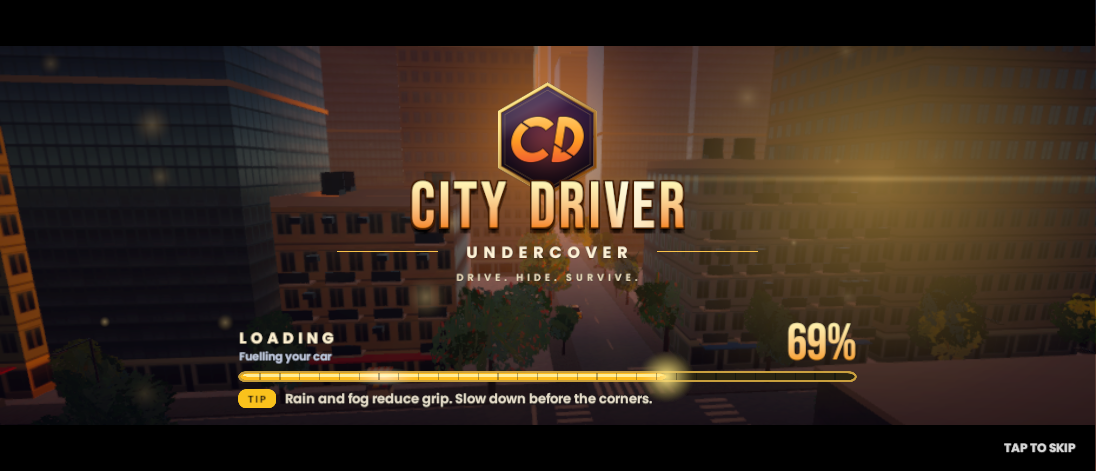 CD
CITY DRIVER
UNDERCOVER
DRIVE. HIDE. SURVIVE.
LOADING
69%
Fuelling your car
TIP Rain and fog reduce grip. Slow down before the corners.
TAP TO SKIP